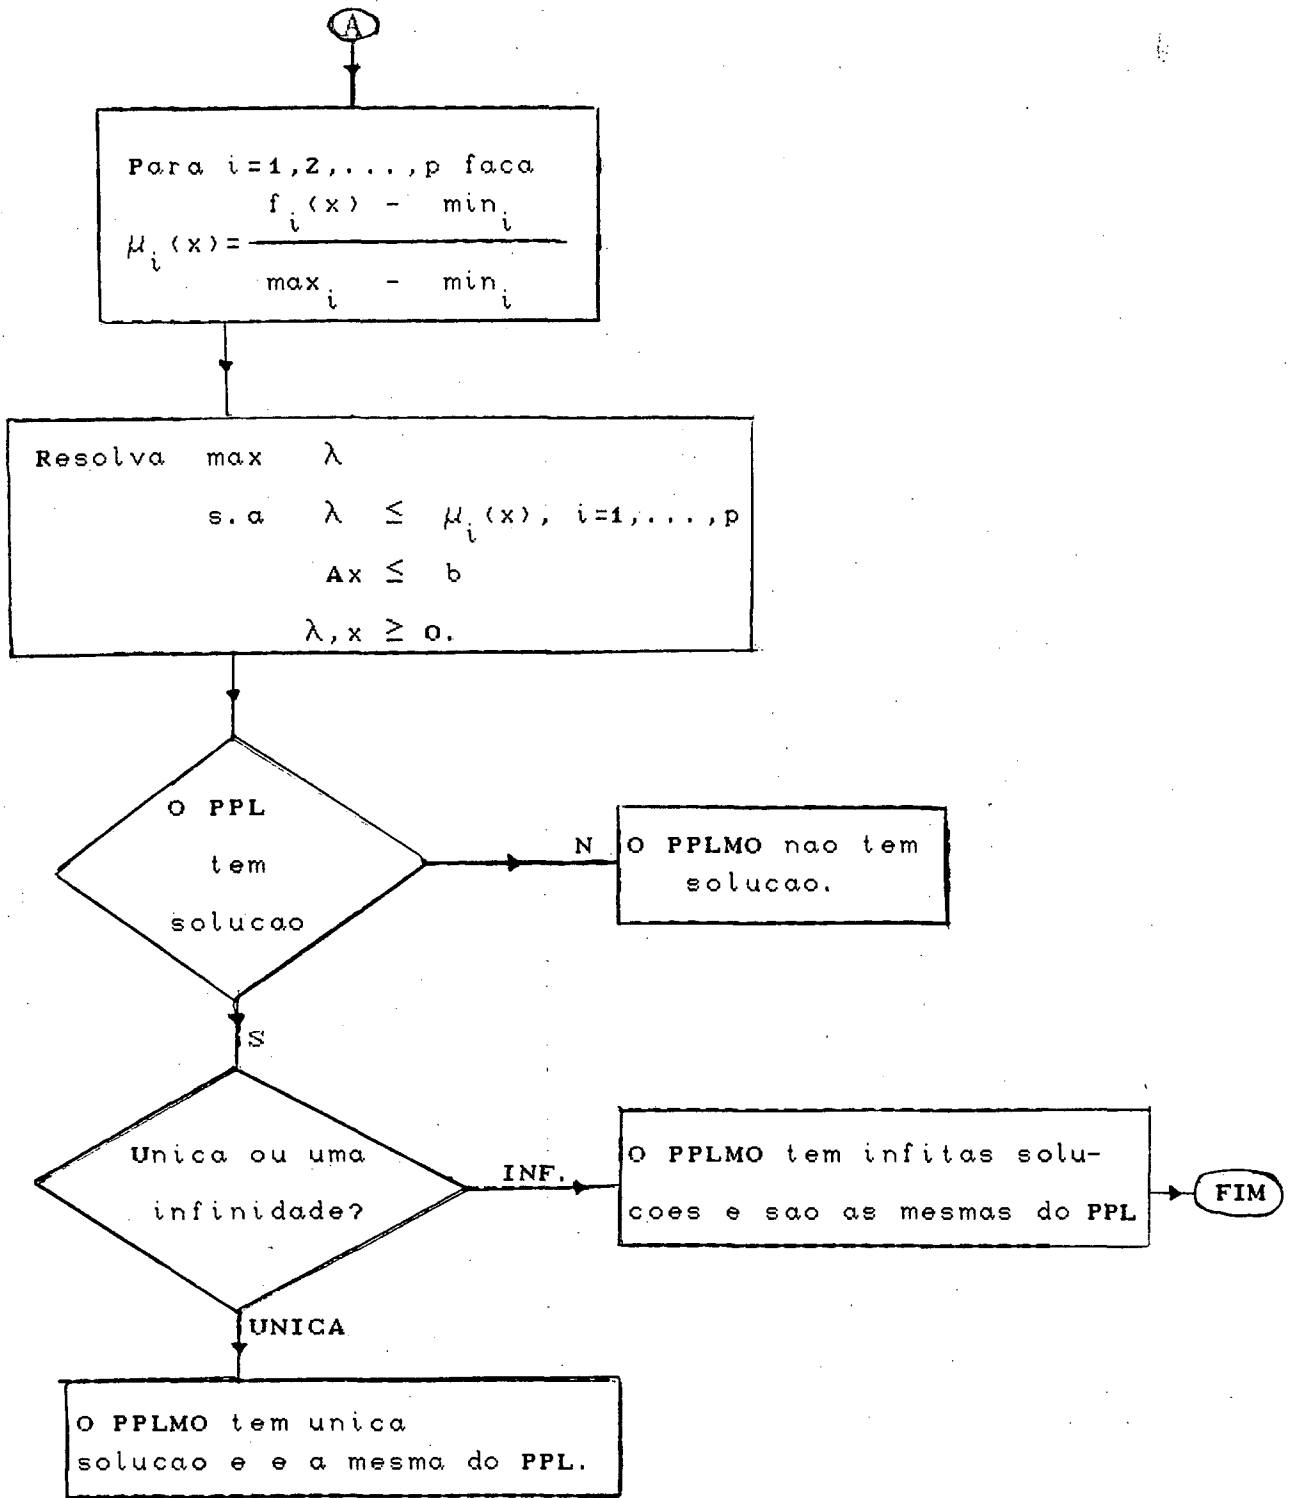 A
Para i=1,2,...,p faca
f_i(x) - min_i
μ_i(x)=
max_i - min_i
Resolva max λ
s.a λ ≤ μ_i(x), i=1,...,p
Ax ≤ b
λ,x ≥ 0.
O PPL
tem
solucao
N
O PPLMO nao tem
solucao.
S
Unica ou uma
infinidade?
INF.
O PPLMO tem infitas solu-
coes e sao as mesmas do PPL
FIM
UNICA
O PPLMO tem unica
solucao e e a mesma do PPL.